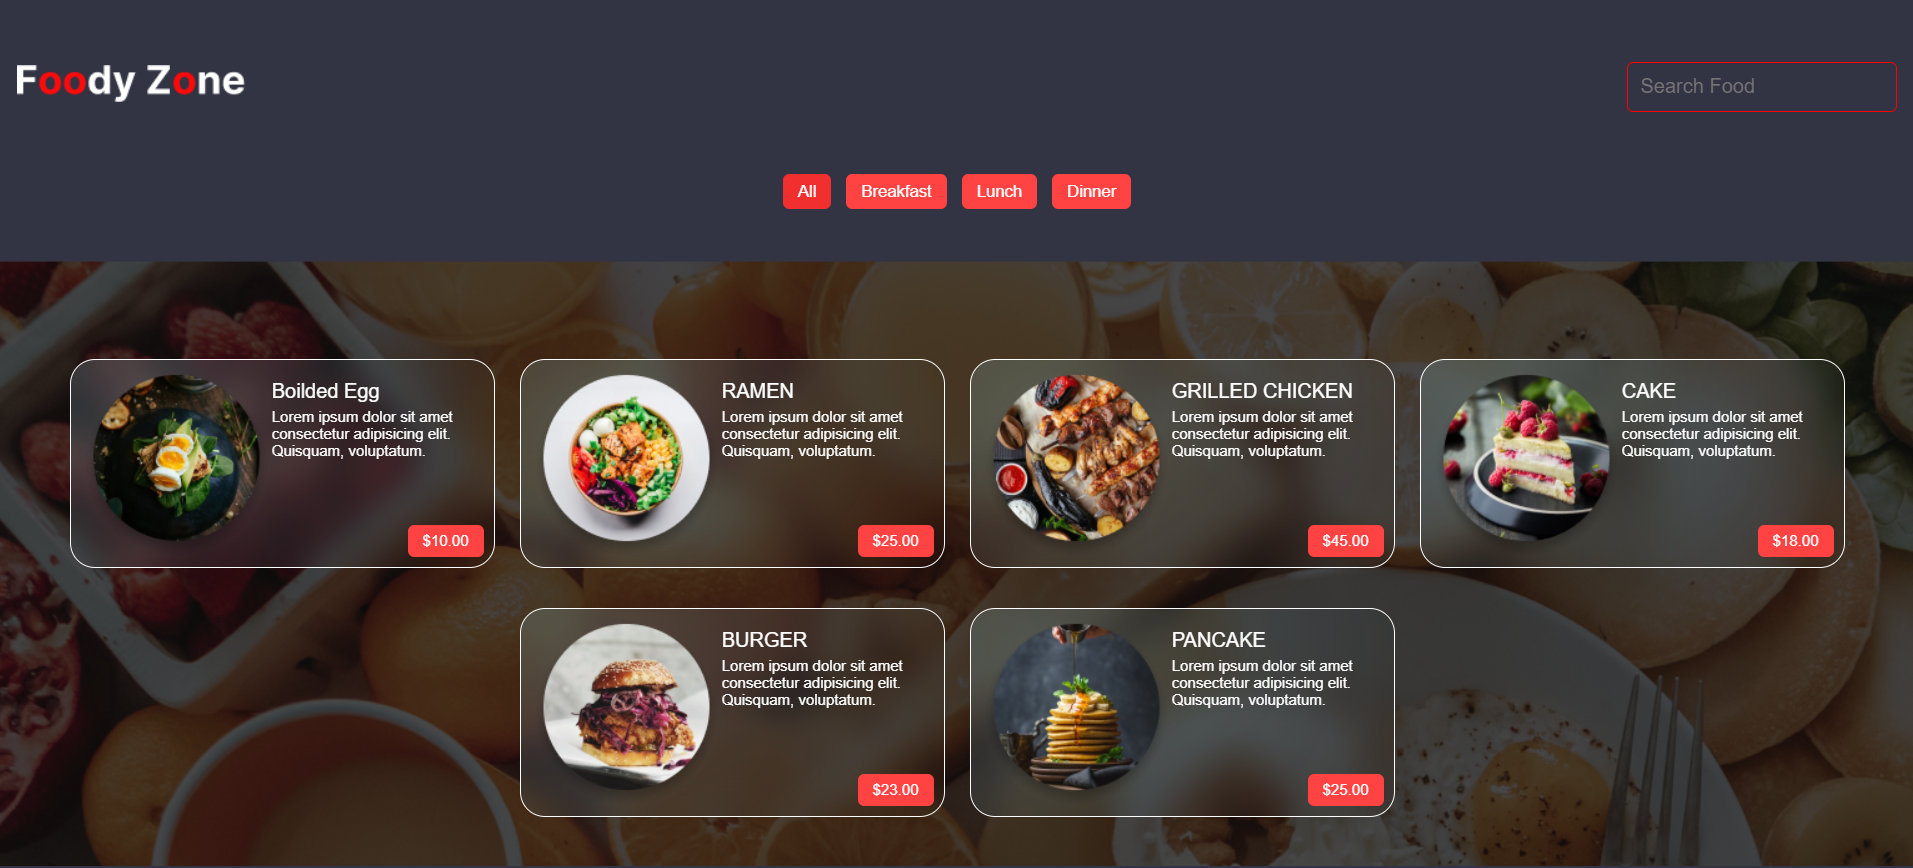 Foody Zone
Search Food
All
Breakfast
Lunch
Dinner
Boilded Egg
Lorem ipsum dolor sit amet
consectetur adipisicing elit.
Quisquam, voluptatum.
$10.00
RAMEN
Lorem ipsum dolor sit amet
consectetur adipisicing elit.
Quisquam, voluptatum.
$25.00
GRILLED CHICKEN
Lorem ipsum dolor sit amet
consectetur adipisicing elit.
Quisquam, voluptatum.
$45.00
CAKE
Lorem ipsum dolor sit amet
consectetur adipisicing elit.
Quisquam, voluptatum.
$18.00
BURGER
Lorem ipsum dolor sit amet
consectetur adipisicing elit.
Quisquam, voluptatum.
$23.00
PANCAKE
Lorem ipsum dolor sit amet
consectetur adipisicing elit.
Quisquam, voluptatum.
$25.00